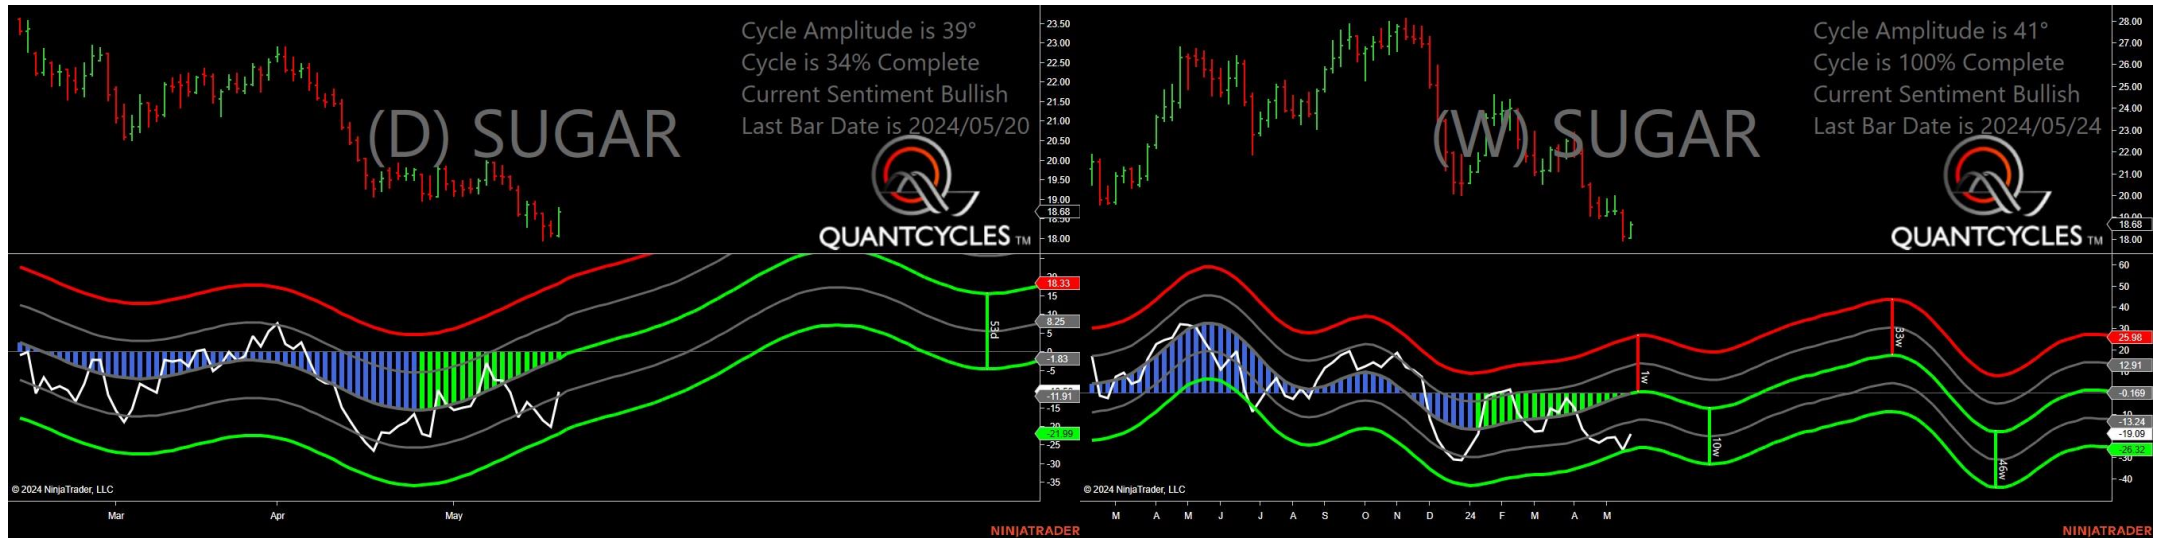 Cycle Amplitude is 39°
Cycle is 34% Complete
Current Sentiment Bullish
Last Bar Date is 2024/05/20
(D) SUGAR
QUANTCYCLES TM
23.50
23.00
22.50
22.00
21.50
21.00
20.50
20.00
19.50
19.00
18.68
18.00
18.33
15
8.25
5
0
-1.83
-5
-11.91
-15
-21.99
-25
-30
-35
53d
© 2024 NinjaTrader, LLC
Mar Apr May
NINJATRADER
Cycle Amplitude is 41°
Cycle is 100% Complete
Current Sentiment Bullish
Last Bar Date is 2024/05/24
(W) SUGAR
QUANTCYCLES TM
28.00
27.00
26.00
25.00
24.00
23.00
22.00
21.00
20.00
19.00
18.68
18.00
60
50
40
30
25.98
20
12.91
-0.169
-10
-13.24
-19.09
-26.32
-30
-40
1w
10w
33w
46w
© 2024 NinjaTrader, LLC
M A M J J A S O N D 24 F M A M
NINJATRADER